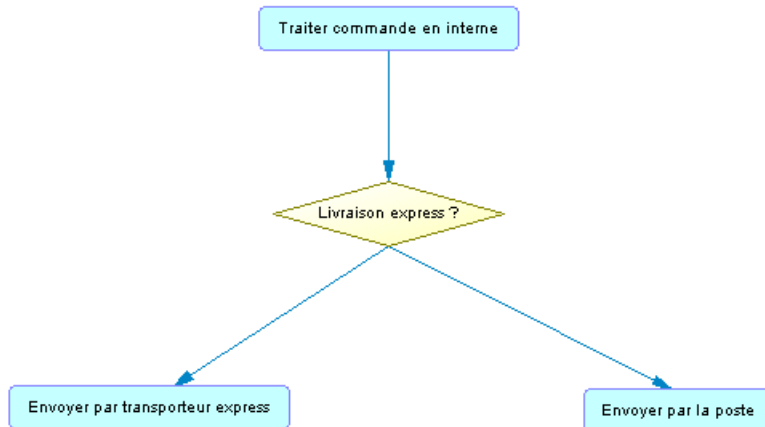 Traiter commande en interne
Livraison express ?
Envoyer par transporteur express
Envoyer par la poste